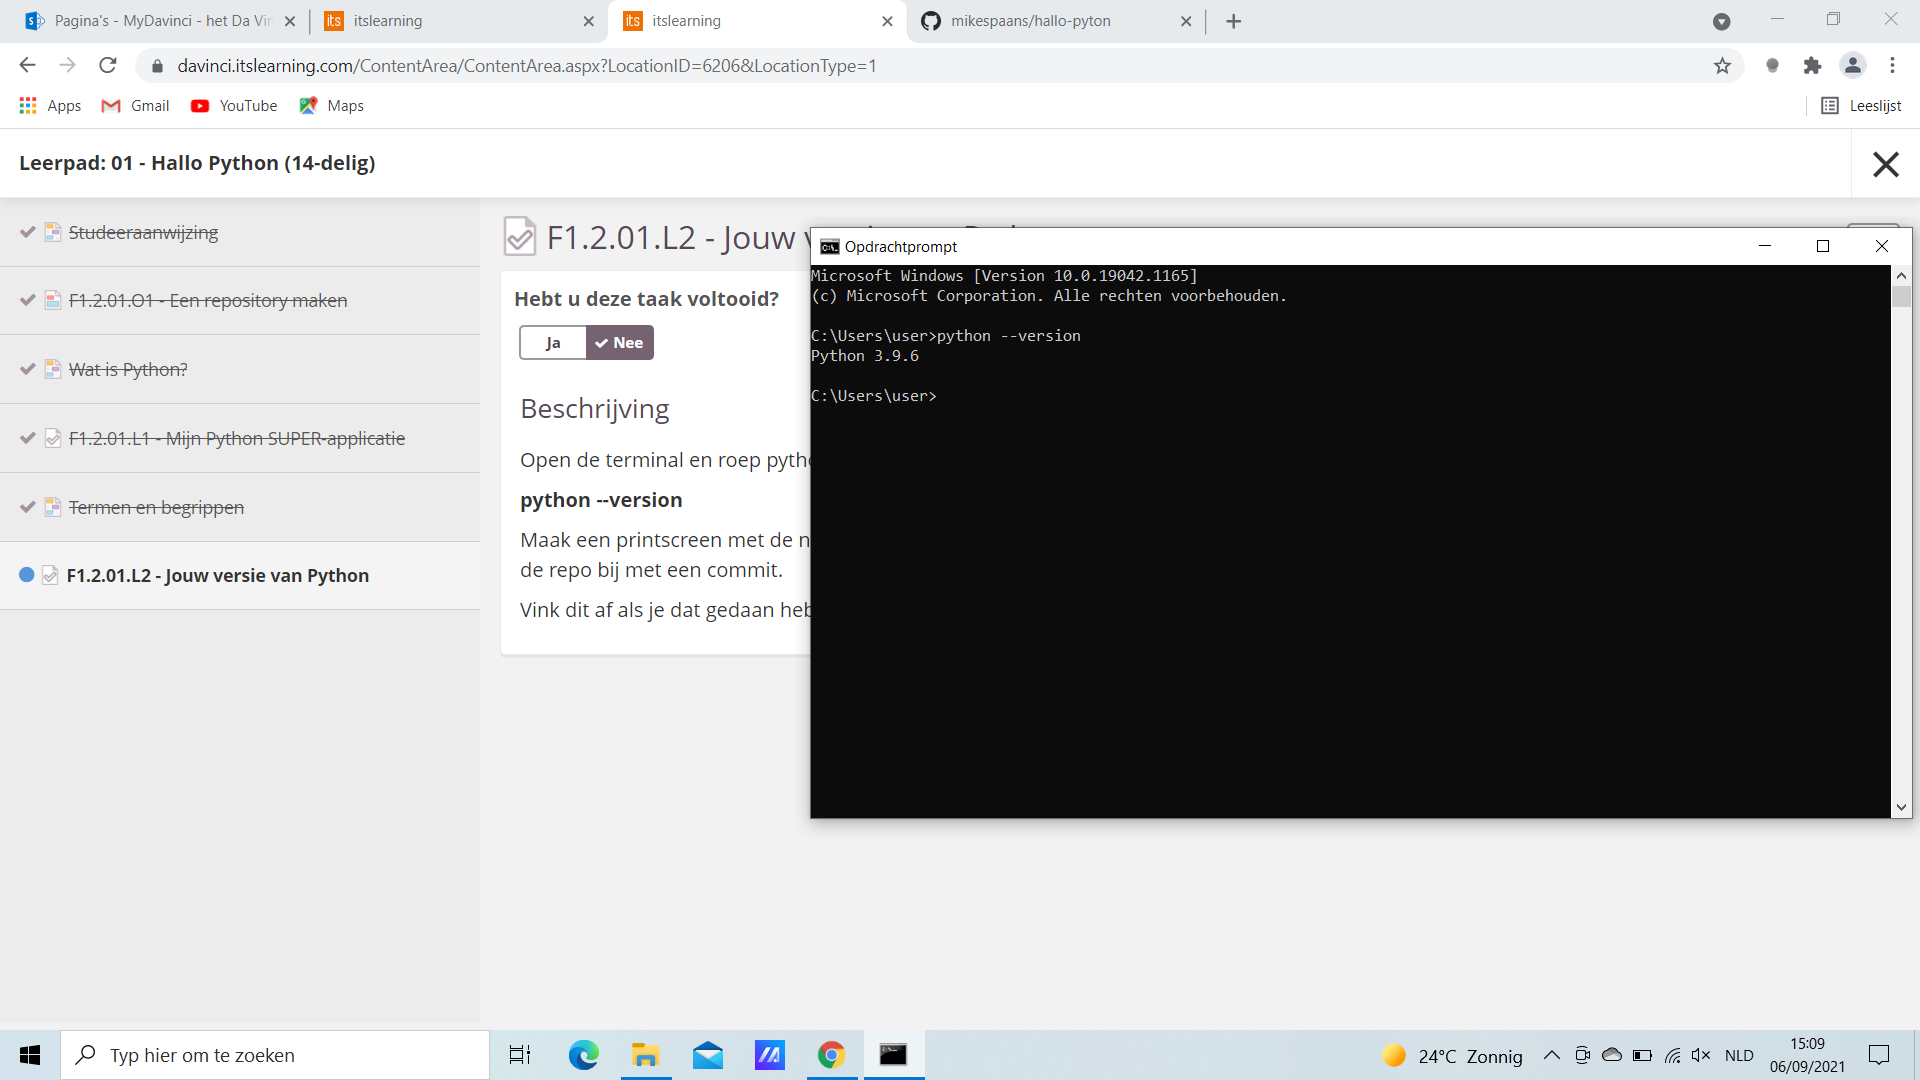 Pagina's - MyDavinci - het Da Vin
itslearning
itslearning
mikespaans/hallo-pyton
davinci.itslearning.com/ContentArea/ContentArea.aspx?LocationID=6206&LocationType=1
Apps
Gmail
YouTube
Maps
Leeslijst
Leerpad: 01 - Hallo Python (14-delig)
Studeeraanwijzing
F1.2.01.O1 - Een repository maken
Wat is Python?
F1.2.01.L1 - Mijn Python SUPER-applicatie
Termen en begrippen
F1.2.01.L2 - Jouw versie van Python
F1.2.01.L2 - Jouw v
Hebt u deze taak voltooid?
Ja
Nee
Beschrijving
Open de terminal en roep pyth
python --version
Maak een printscreen met de n
de repo bij met een commit.
Vink dit af als je dat gedaan heb
Opdrachtprompt
Microsoft Windows [Version 10.0.19042.1165]
(c) Microsoft Corporation. Alle rechten voorbehouden.
C:\Users\user>python --version
Python 3.9.6
C:\Users\user>
Typ hier om te zoeken
24°C Zonnig
NLD
15:09
06/09/2021